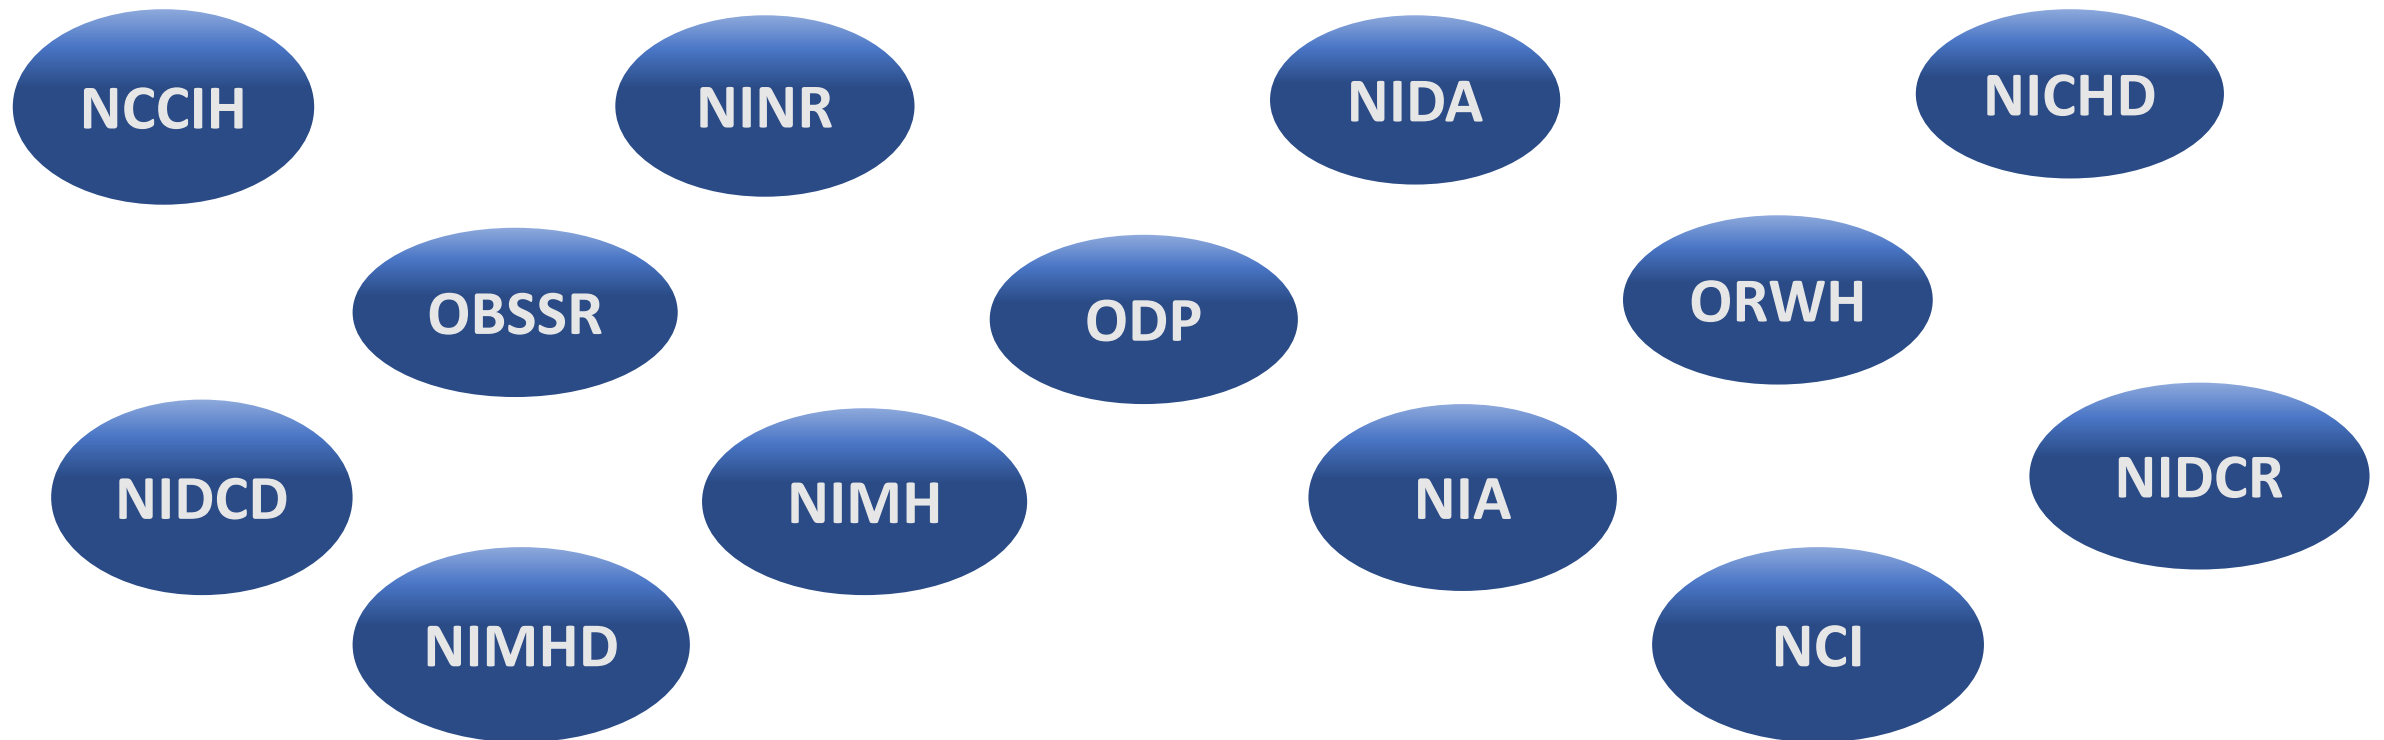 NCCIH
NINR
NIDA
NICHD
OBSSR
ODP
ORWH
NIDCD
NIMH
NIA
NIDCR
NIMHD
NCI